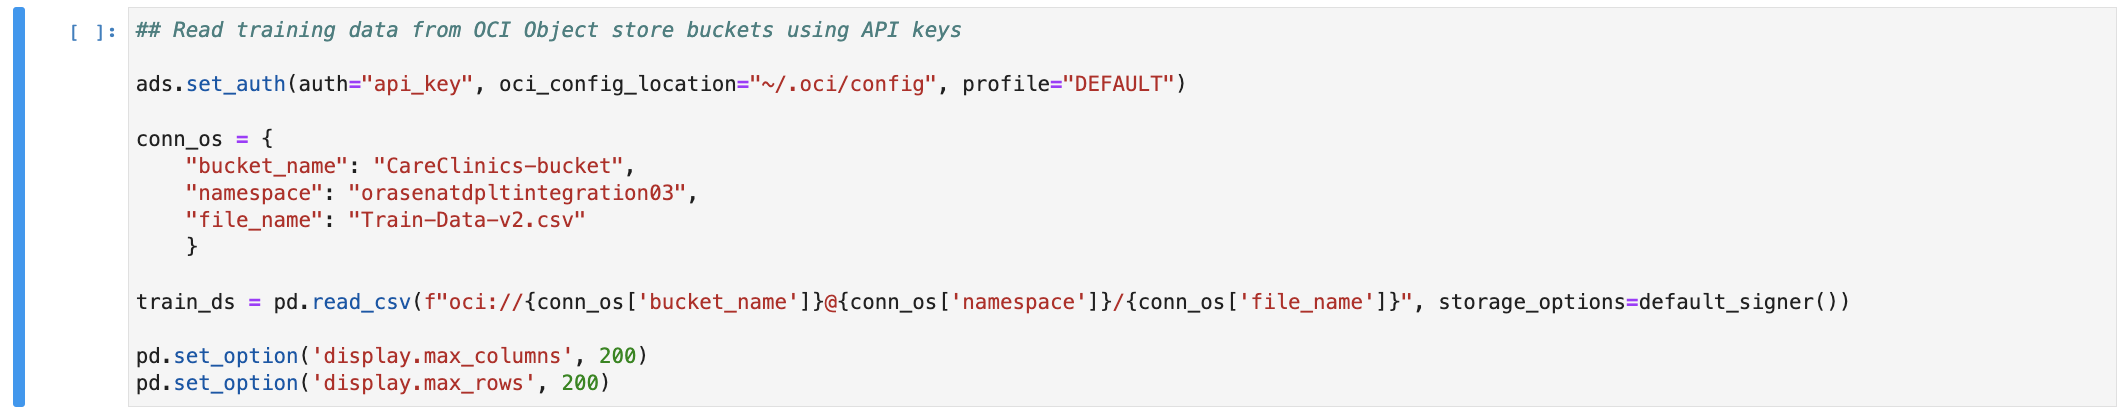 [ ]: ## Read training data from OCI Object store buckets using API keys
ads.set_auth(auth="api_key", oci_config_location="~/.oci/config", profile="DEFAULT")
conn_os = {
    "bucket_name": "CareClinics-bucket",
    "namespace": "orasenatdpltintegration03",
    "file_name": "Train-Data-v2.csv"
    }
train_ds = pd.read_csv(f"oci://{conn_os['bucket_name']}@{conn_os['namespace']}/{conn_os['file_name']}", storage_options=default_signer())
pd.set_option('display.max_columns', 200)
pd.set_option('display.max_rows', 200)